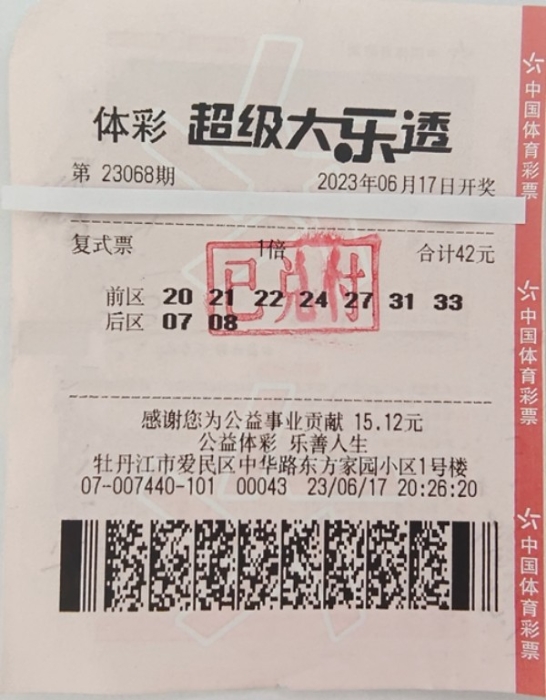 体彩 超级大乐透
第 23068期 2023年06月17日开奖
复式票 1倍 合计42元
已兑付
前区 20 21 22 24 27 31 33
后区 07 08
感谢您为公益事业贡献 15.12元
公益体彩 乐善人生
牡丹江市爱民区中华路东方家园小区1号楼
07-007440-101 00043 23/06/17 20:26:20
中国体育彩票
中国体育彩票
中国体育彩票